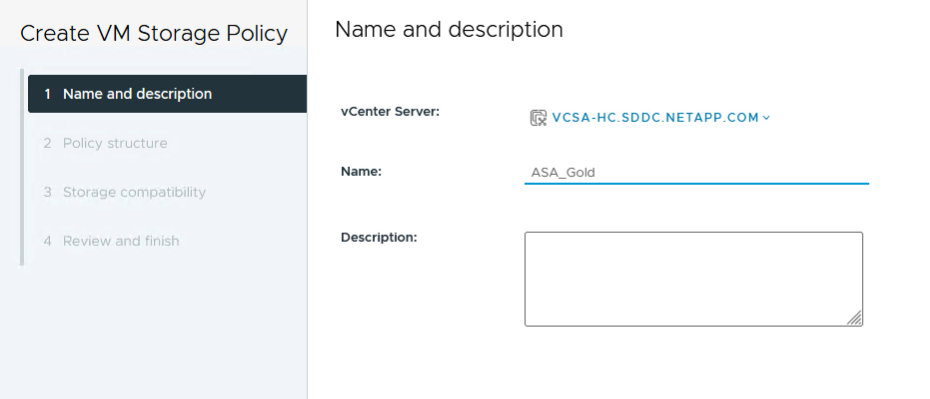 Create VM Storage Policy
1 Name and description
2 Policy structure
3 Storage compatibility
4 Review and finish
Name and description
vCenter Server: VCSA-HC.SDDC.NETAPP.COM
Name: ASA_Gold
Description: